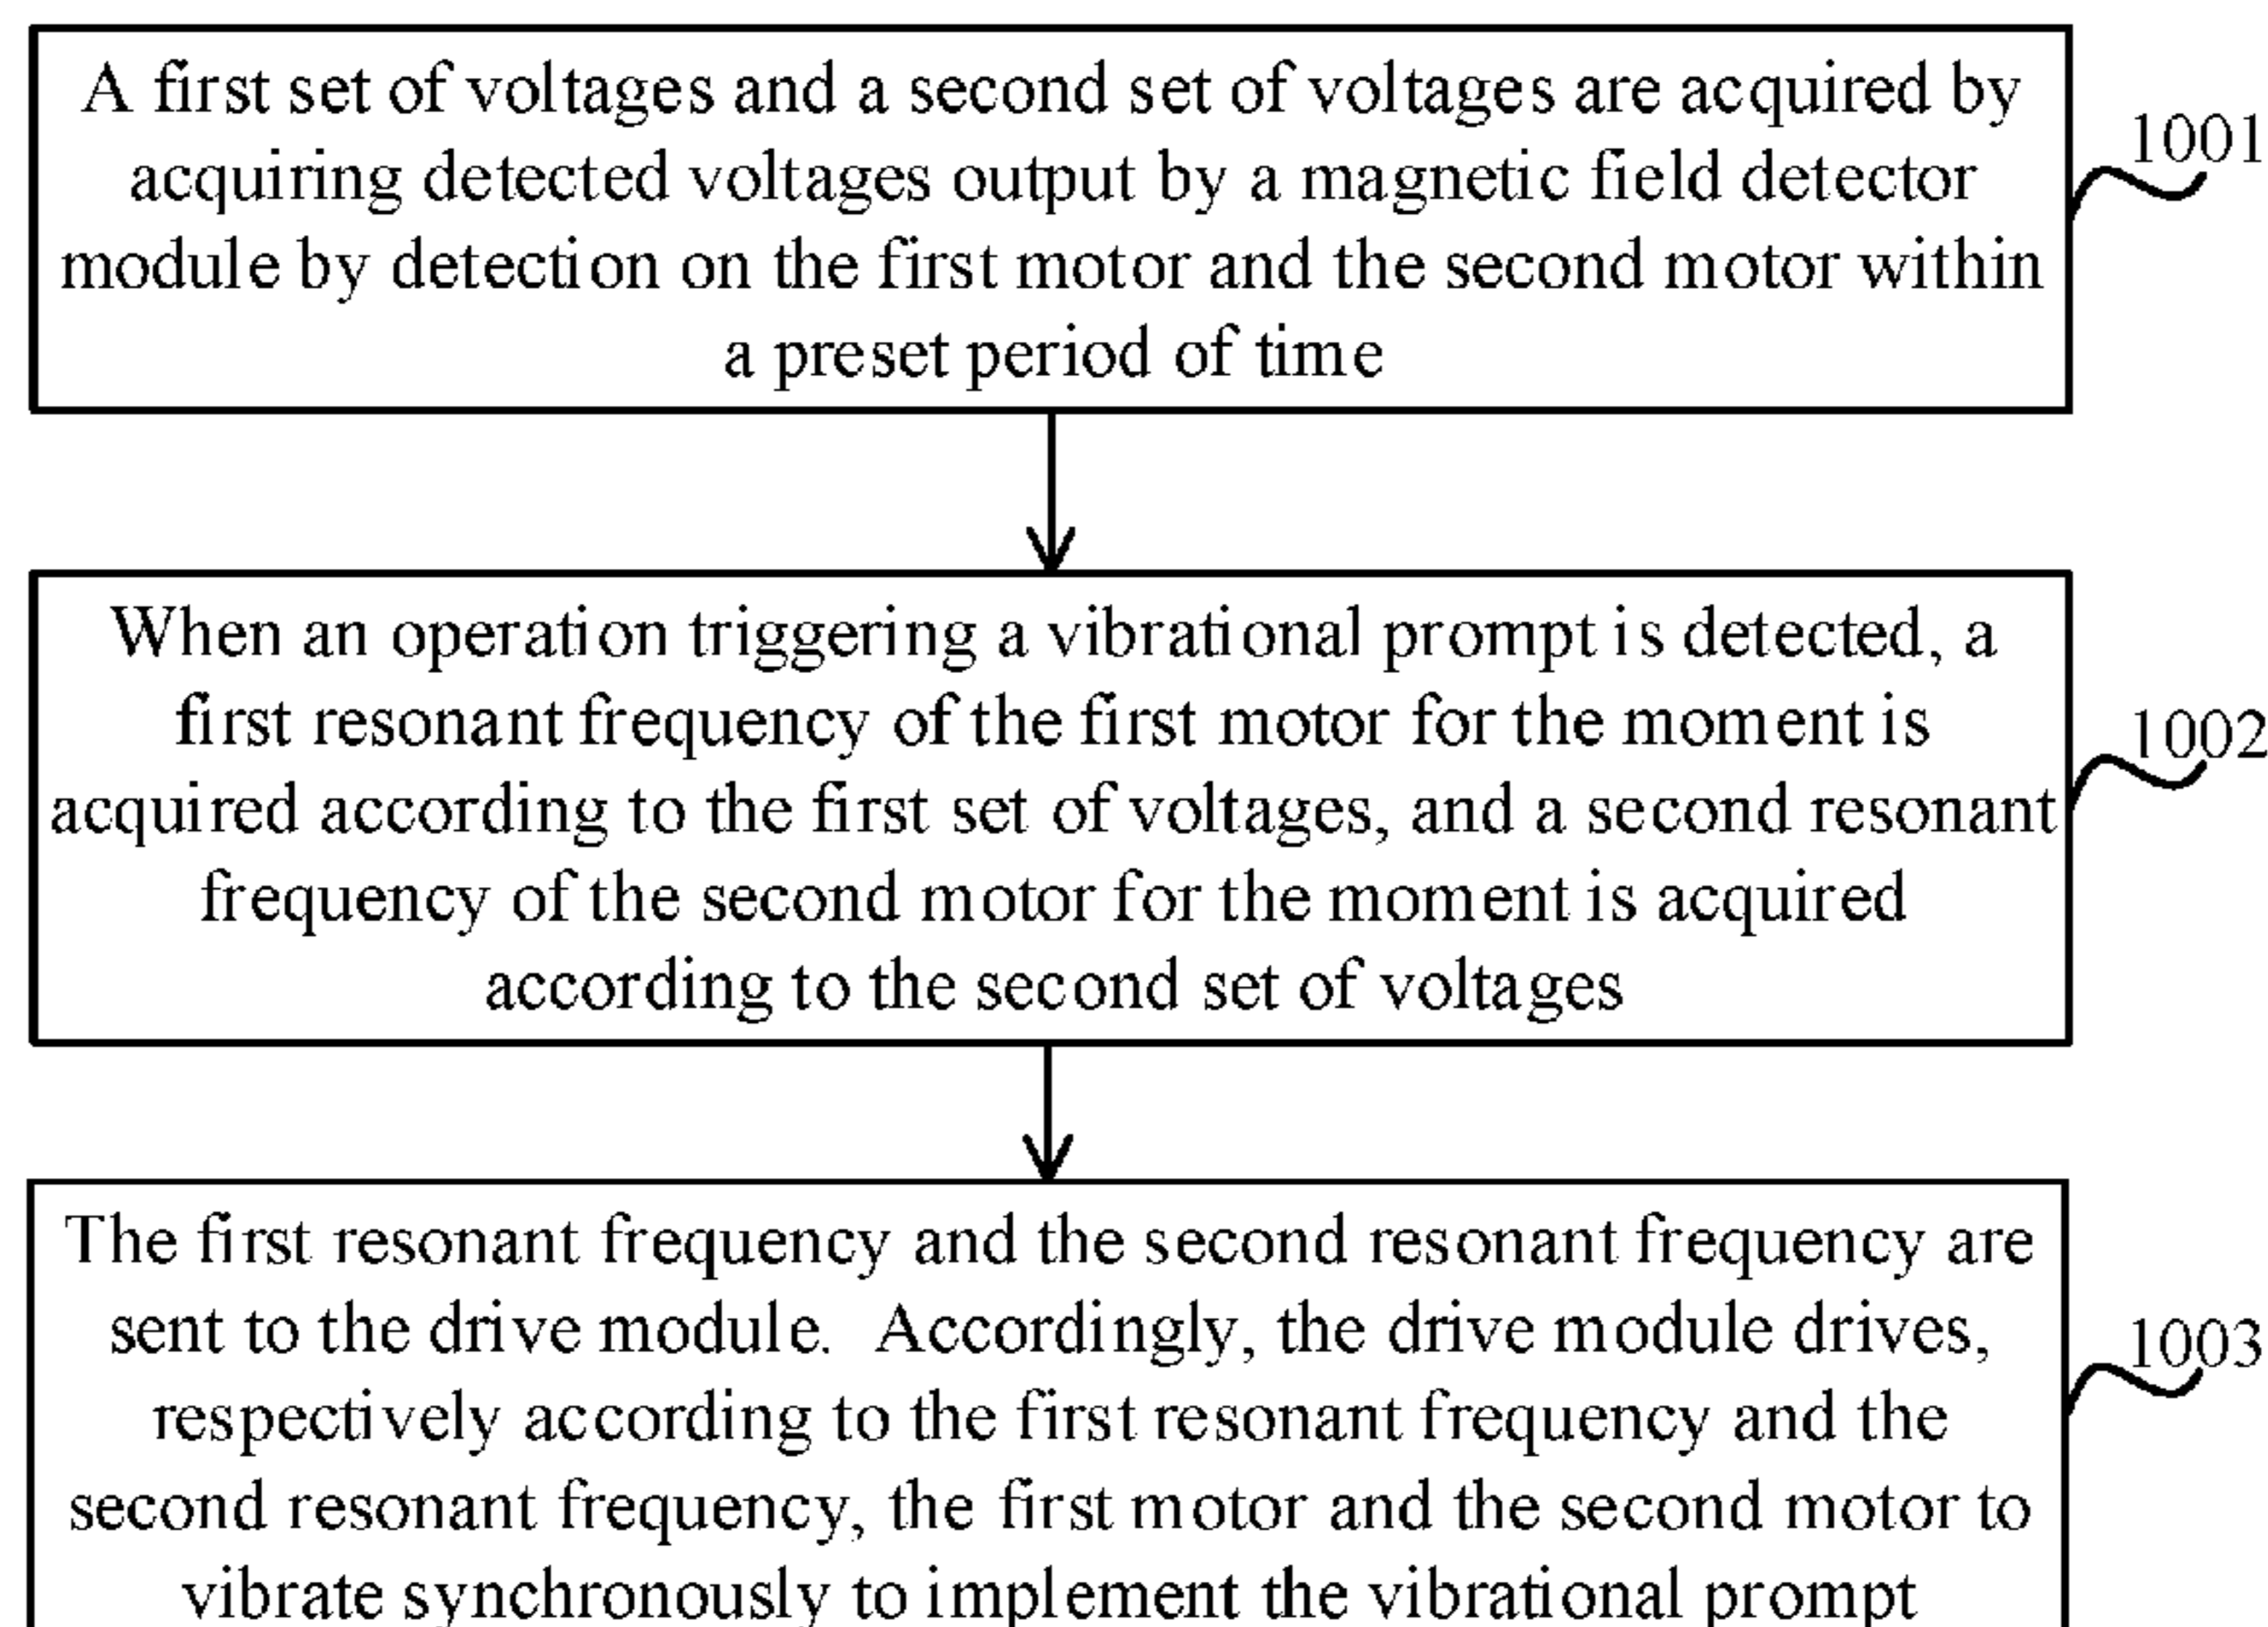 A first set of voltages and a second set of voltages are acquired by
acquiring detected voltages output by a magnetic field detector
module by detection on the first motor and the second motor within
a preset period of time
1001
When an operation triggering a vibrational prompt is detected, a
first resonant frequency of the first motor for the moment is
acquired according to the first set of voltages, and a second resonant
frequency of the second motor for the moment is acquired
according to the second set of voltages
1002
The first resonant frequency and the second resonant frequency are
sent to the drive module. Accordingly, the drive module drives,
respectively according to the first resonant frequency and the
second resonant frequency, the first motor and the second motor to
vibrate synchronously to implement the vibrational prompt
1003